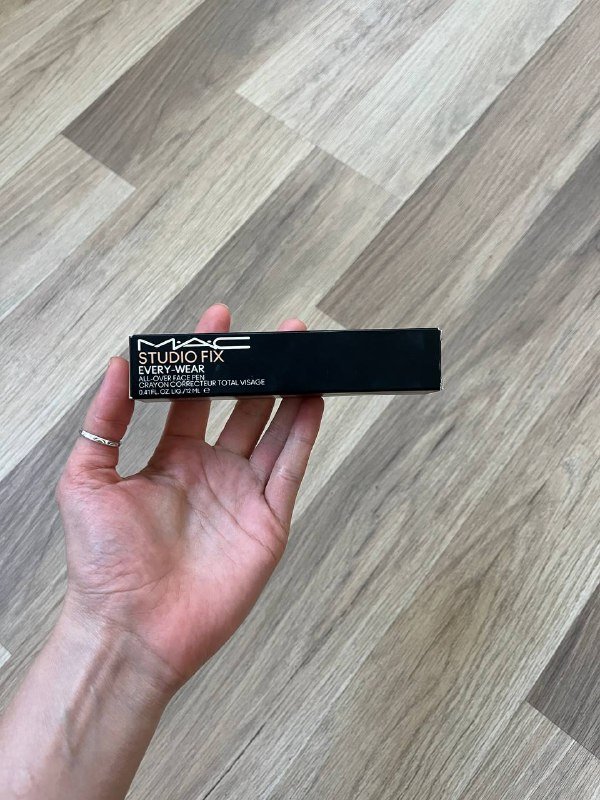 M·A·C
STUDIO FIX
EVERY-WEAR
ALL-OVER FACE PEN
CRAYON CORRECTEUR TOTAL VISAGE
0.41 FL. OZ. LIQ./12 ML ℮